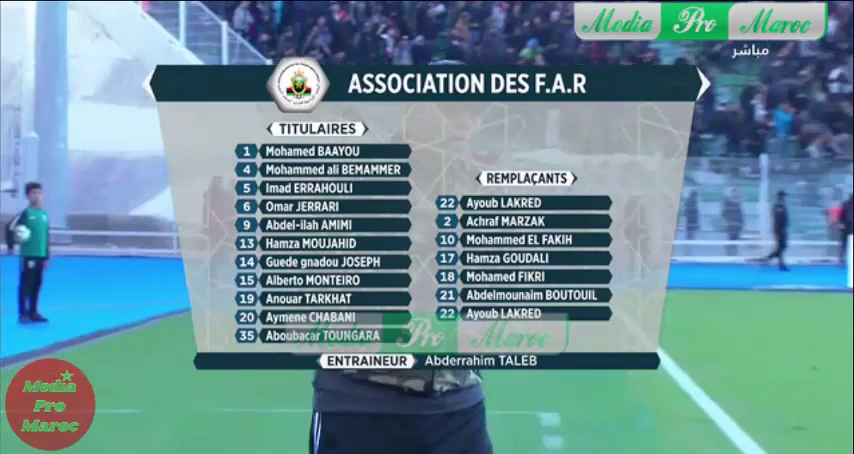 Media Pro Maroc
مباشر
ASSOCIATION DES F.A.R
TITULAIRES
1 Mohamed BAAYOU
4 Mohammed ali BEMAMMER
5 Imad ERRAHOULI
6 Omar JERRARI
9 Abdel-ilah AMIMI
13 Hamza MOUJAHID
14 Guede gnadou JOSEPH
15 Alberto MONTEIRO
19 Anouar TARKHAT
20 Aymene CHABANI
35 Aboubacar TOUNGARA
REMPLAÇANTS
22 Ayoub LAKRED
2 Achraf MARZAK
10 Mohammed EL FAKIH
17 Hamza GOUDALI
18 Mohamed FIKRI
21 Abdelmounaim BOUTOUIL
22 Ayoub LAKRED
Media Pro Maroc
ENTRAINEUR Abderrahim TALEB
Media
Pro
Maroc